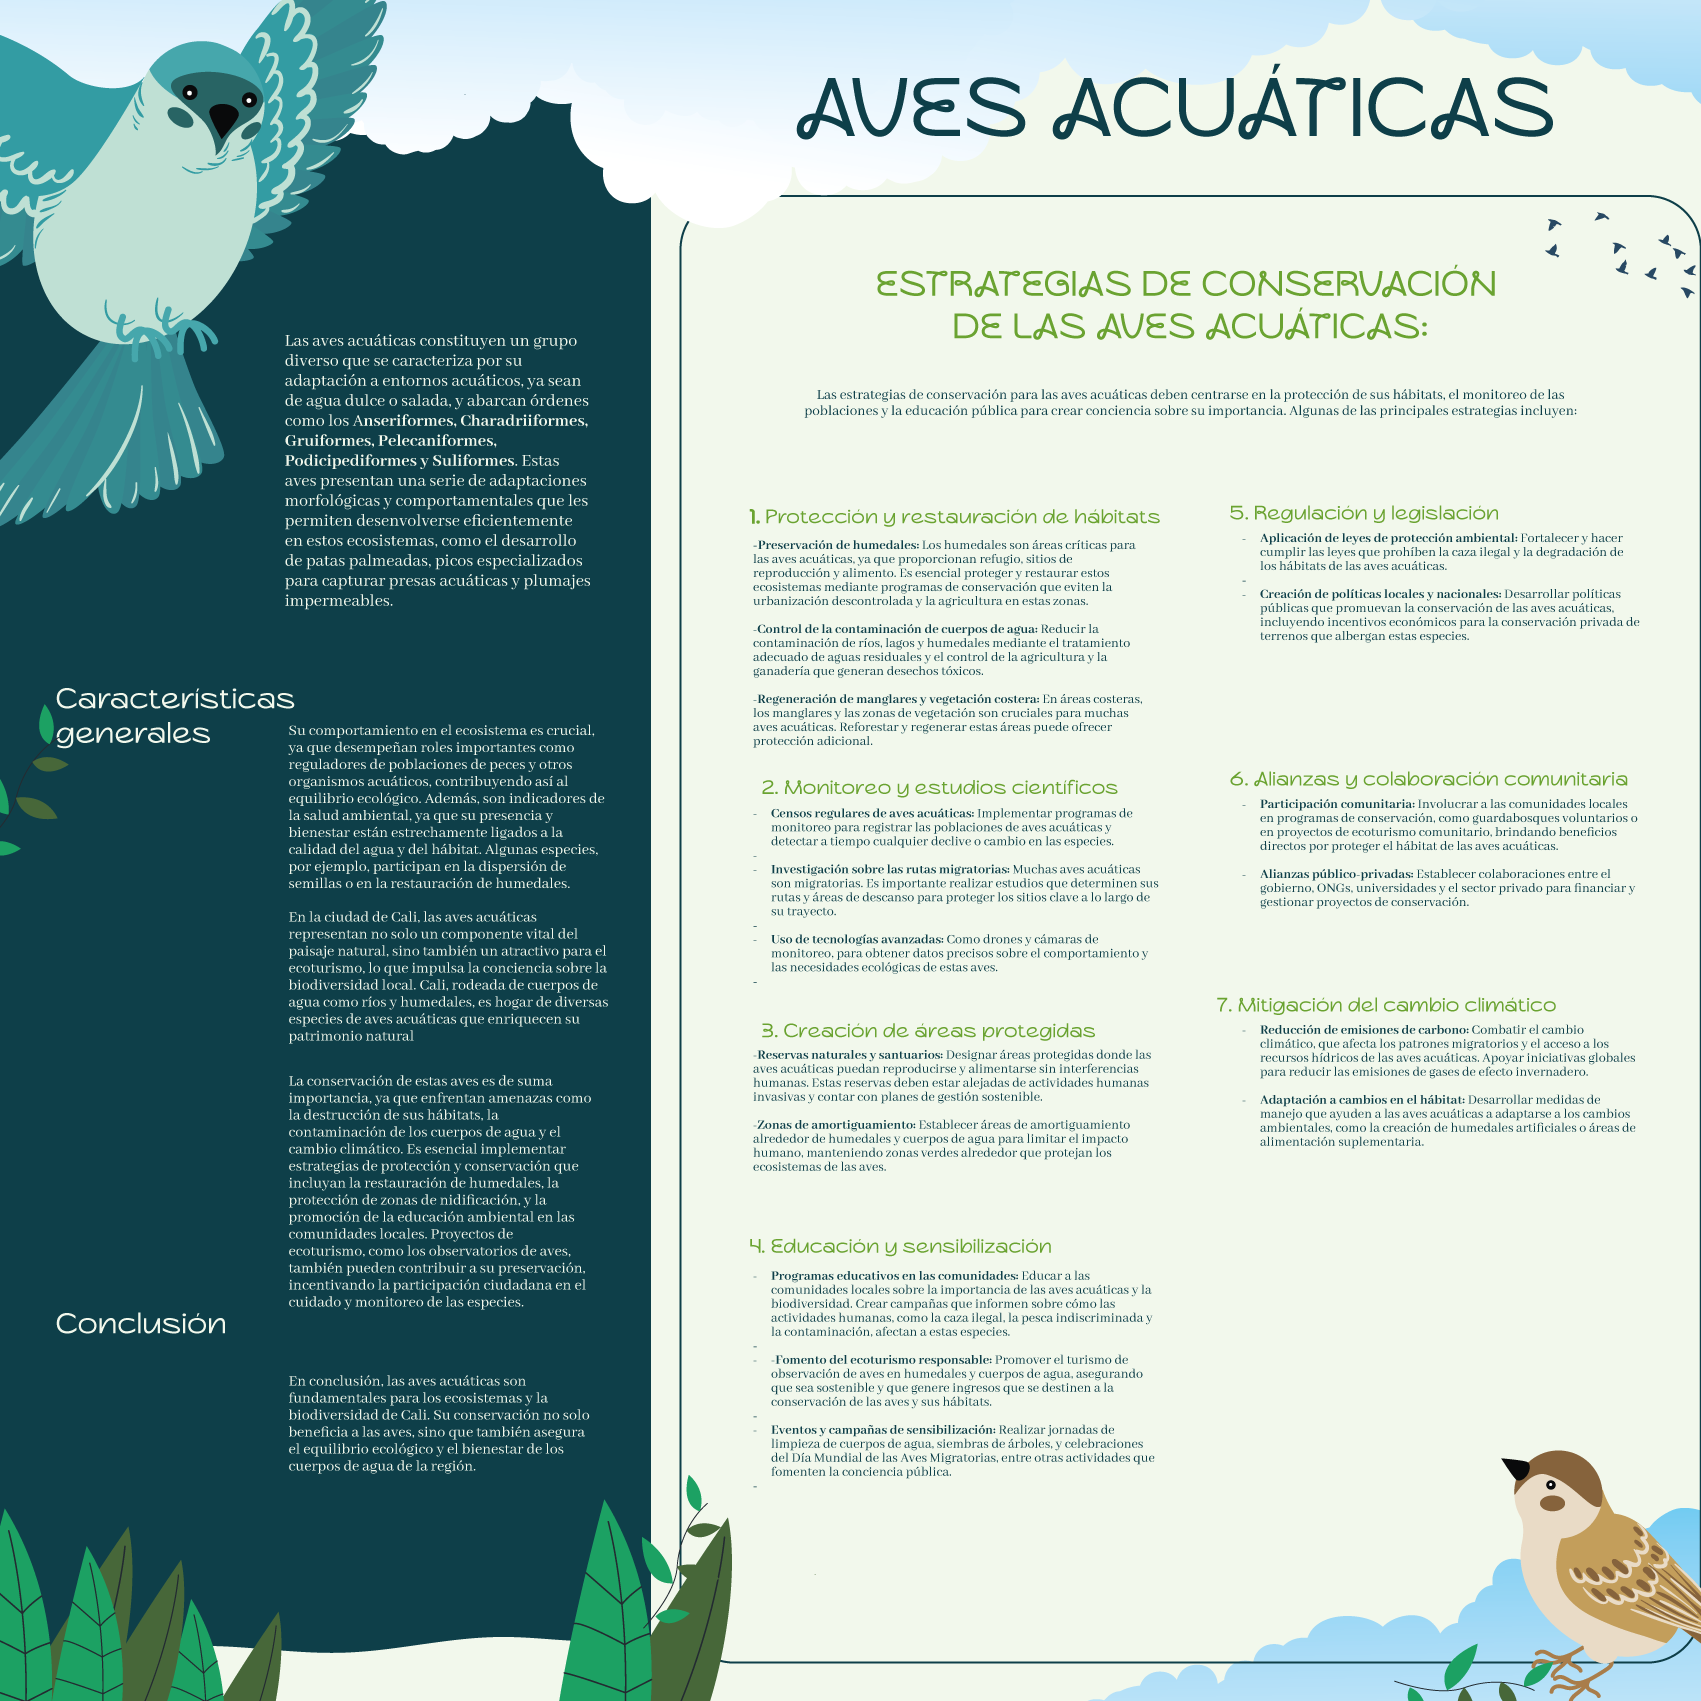 AVES ACUÁTICAS
Las aves acuáticas constituyen un grupo
diverso que se caracteriza por su
adaptación a entornos acuáticos, ya sean
de agua dulce o salada, y abarcan órdenes
como los Anseriformes, Charadriiformes,
Gruiformes, Pelecaniformes,
Podicipediformes y Suliformes. Estas
aves presentan una serie de adaptaciones
morfológicas y comportamentales que les
permiten desenvolverse eficientemente
en estos ecosistemas, como el desarrollo
de patas palmeadas, picos especializados
para capturar presas acuáticas y plumajes
impermeables.
Características
generales
Su comportamiento en el ecosistema es crucial,
ya que desempeñan roles importantes como
reguladores de poblaciones de peces y otros
organismos acuáticos, contribuyendo así al
equilibrio ecológico. Además, son indicadores de
la salud ambiental, ya que su presencia y
bienestar están estrechamente ligados a la
calidad del agua y del hábitat. Algunas especies,
por ejemplo, participan en la dispersión de
semillas o en la restauración de humedales.
En la ciudad de Cali, las aves acuáticas
representan no solo un componente vital del
paisaje natural, sino también un atractivo para el
ecoturismo, lo que impulsa la conciencia sobre la
biodiversidad local. Cali, rodeada de cuerpos de
agua como ríos y humedales, es hogar de diversas
especies de aves acuáticas que enriquecen su
patrimonio natural
La conservación de estas aves es de suma
importancia, ya que enfrentan amenazas como
la destrucción de sus hábitats, la
contaminación de los cuerpos de agua y el
cambio climático. Es esencial implementar
estrategias de protección y conservación que
incluyan la restauración de humedales, la
protección de zonas de nidificación, y la
promoción de la educación ambiental en las
comunidades locales. Proyectos de
ecoturismo, como los observatorios de aves,
también pueden contribuir a su preservación,
incentivando la participación ciudadana en el
cuidado y monitoreo de las especies.
Conclusión
En conclusión, las aves acuáticas son
fundamentales para los ecosistemas y la
biodiversidad de Cali. Su conservación no solo
beneficia a las aves, sino que también asegura
el equilibrio ecológico y el bienestar de los
cuerpos de agua de la región.
ESTRATEGIAS DE CONSERVACIÓN
DE LAS AVES ACUÁTICAS:
Las estrategias de conservación para las aves acuáticas deben centrarse en la protección de sus hábitats, el monitoreo de las
poblaciones y la educación pública para crear conciencia sobre su importancia. Algunas de las principales estrategias incluyen:
1. Protección y restauración de hábitats
-Preservación de humedales: Los humedales son áreas críticas para
las aves acuáticas, ya que proporcionan refugio, sitios de
reproducción y alimento. Es esencial proteger y restaurar estos
ecosistemas mediante programas de conservación que eviten la
urbanización descontrolada y la agricultura en estas zonas.
-Control de la contaminación de cuerpos de agua: Reducir la
contaminación de ríos, lagos y humedales mediante el tratamiento
adecuado de aguas residuales y el control de la agricultura y la
ganadería que generan desechos tóxicos.
-Regeneración de manglares y vegetación costera: En áreas costeras,
los manglares y las zonas de vegetación son cruciales para muchas
aves acuáticas. Reforestar y regenerar estas áreas puede ofrecer
protección adicional.
2. Monitoreo y estudios científicos
- Censos regulares de aves acuáticas: Implementar programas de
monitoreo para registrar las poblaciones de aves acuáticas y
detectar a tiempo cualquier declive o cambio en las especies.
-
- Investigación sobre las rutas migratorias: Muchas aves acuáticas
son migratorias. Es importante realizar estudios que determinen sus
rutas y áreas de descanso para proteger los sitios clave a lo largo de
su trayecto.
-
- Uso de tecnologías avanzadas: Como drones y cámaras de
monitoreo, para obtener datos precisos sobre el comportamiento y
las necesidades ecológicas de estas aves.
-
3. Creación de áreas protegidas
-Reservas naturales y santuarios: Designar áreas protegidas donde las
aves acuáticas puedan reproducirse y alimentarse sin interferencias
humanas. Estas reservas deben estar alejadas de actividades humanas
invasivas y contar con planes de gestión sostenible.
-Zonas de amortiguamiento: Establecer áreas de amortiguamiento
alrededor de humedales y cuerpos de agua para limitar el impacto
humano, manteniendo zonas verdes alrededor que protejan los
ecosistemas de las aves.
4. Educación y sensibilización
- Programas educativos en las comunidades: Educar a las
comunidades locales sobre la importancia de las aves acuáticas y la
biodiversidad. Crear campañas que informen sobre cómo las
actividades humanas, como la caza ilegal, la pesca indiscriminada y
la contaminación, afectan a estas especies.
-
- -Fomento del ecoturismo responsable: Promover el turismo de
observación de aves en humedales y cuerpos de agua, asegurando
que sea sostenible y que genere ingresos que se destinen a la
conservación de las aves y sus hábitats.
-
- Eventos y campañas de sensibilización: Realizar jornadas de
limpieza de cuerpos de agua, siembras de árboles, y celebraciones
del Día Mundial de las Aves Migratorias, entre otras actividades que
fomenten la conciencia pública.
-
5. Regulación y legislación
- Aplicación de leyes de protección ambiental: Fortalecer y hacer
cumplir las leyes que prohíben la caza ilegal y la degradación de
los hábitats de las aves acuáticas.
-
- Creación de políticas locales y nacionales: Desarrollar políticas
públicas que promuevan la conservación de las aves acuáticas,
incluyendo incentivos económicos para la conservación privada de
terrenos que albergan estas especies.
6. Alianzas y colaboración comunitaria
- Participación comunitaria: Involucrar a las comunidades locales
en programas de conservación, como guardabosques voluntarios o
en proyectos de ecoturismo comunitario, brindando beneficios
directos por proteger el hábitat de las aves acuáticas.
- Alianzas público-privadas: Establecer colaboraciones entre el
gobierno, ONGs, universidades y el sector privado para financiar y
gestionar proyectos de conservación.
7. Mitigación del cambio climático
- Reducción de emisiones de carbono: Combatir el cambio
climático, que afecta los patrones migratorios y el acceso a los
recursos hídricos de las aves acuáticas. Apoyar iniciativas globales
para reducir las emisiones de gases de efecto invernadero.
- Adaptación a cambios en el hábitat: Desarrollar medidas de
manejo que ayuden a las aves acuáticas a adaptarse a los cambios
ambientales, como la creación de humedales artificiales o áreas de
alimentación suplementaria.